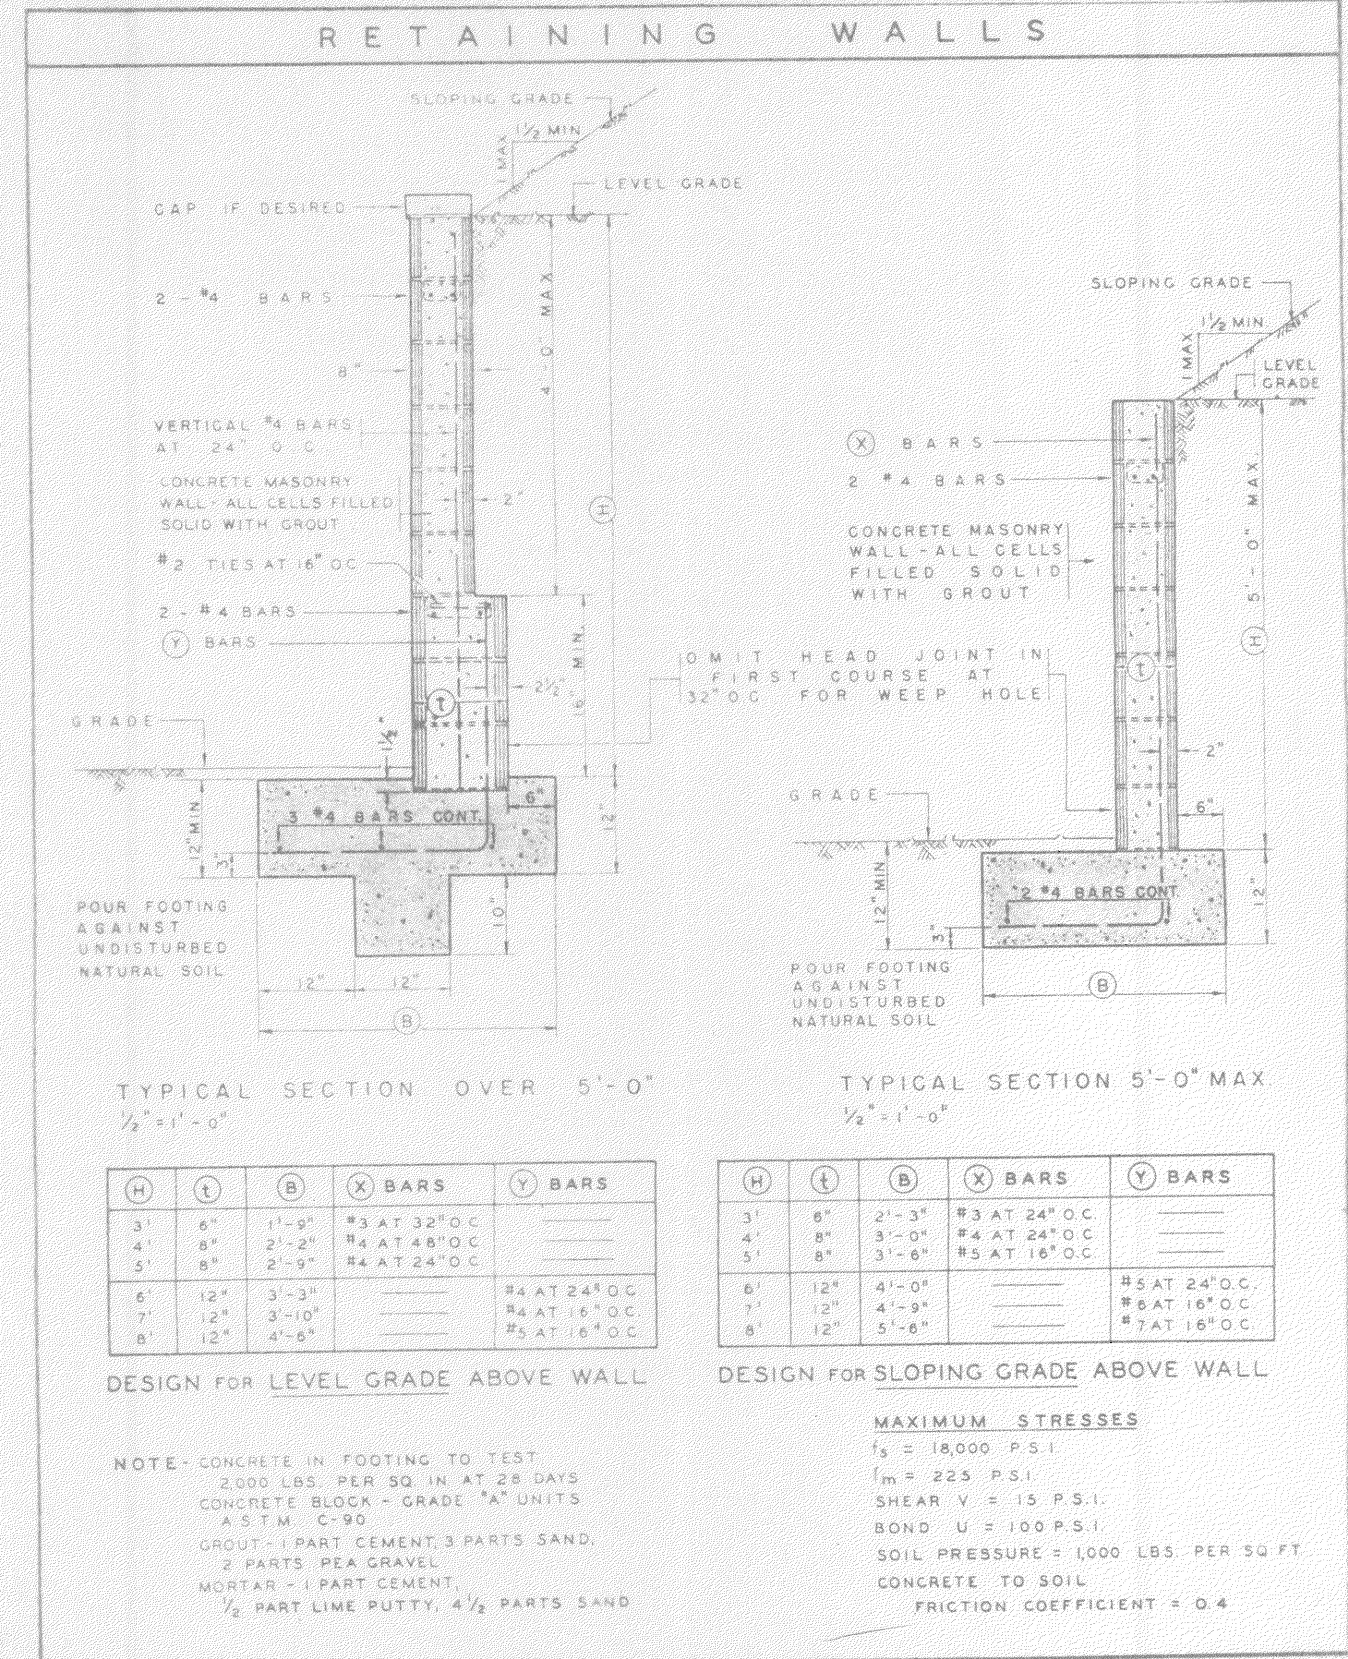 RETAINING WALLS
SLOPING GRADE
1½ MIN
1 MAX
LEVEL GRADE
CAP IF DESIRED
2 - #4 BARS
4'-0" MAX
8"
VERTICAL #4 BARS
AT 24" O.C.
CONCRETE MASONRY
WALL - ALL CELLS FILLED
SOLID WITH GROUT
2"
H
#2 TIES AT 16" OC
2 - #4 BARS
Y BARS
16" MIN.
2½"
t
1½"
GRADE
6"
3 #4 BARS CONT.
12" MIN
3"
12"
POUR FOOTING
AGAINST
UNDISTURBED
NATURAL SOIL
10"
12"
12"
B
TYPICAL SECTION OVER 5'-0"
½" = 1'-0"
SLOPING GRADE
1½ MIN
1 MAX
LEVEL
GRADE
X BARS
2 #4 BARS
CONCRETE MASONRY
WALL - ALL CELLS
FILLED SOLID
WITH GROUT
5'-0" MAX.
H
OMIT HEAD JOINT IN
FIRST COURSE AT
32" OC FOR WEEP HOLE
t
2"
GRADE
6"
12" MIN
2 #4 BARS CONT.
3"
12"
POUR FOOTING
AGAINST
UNDISTURBED
NATURAL SOIL
B
TYPICAL SECTION 5'-0" MAX.
½" = 1'-0"
H t B X BARS Y BARS
3' 6" 1'-9" #3 AT 32" O.C.
4' 8" 2'-2" #4 AT 48" O.C.
5' 8" 2'-9" #4 AT 24" O.C.
6' 12" 3'-3" #4 AT 24" O.C.
7' 12" 3'-10" #4 AT 16" O.C.
8' 12" 4'-6" #5 AT 16" O.C.
DESIGN FOR LEVEL GRADE ABOVE WALL
H t B X BARS Y BARS
3' 6" 2'-3" #3 AT 24" O.C.
4' 8" 3'-0" #4 AT 24" O.C.
5' 8" 3'-6" #5 AT 16" O.C.
6' 12" 4'-0" #5 AT 24" O.C.
7' 12" 4'-9" #6 AT 16" O.C.
8' 12" 5'-6" #7 AT 16" O.C.
DESIGN FOR SLOPING GRADE ABOVE WALL
NOTE - CONCRETE IN FOOTING TO TEST
2,000 LBS. PER SQ IN AT 28 DAYS
CONCRETE BLOCK - GRADE "A" UNITS
A S T M C-90
GROUT - 1 PART CEMENT, 3 PARTS SAND,
2 PARTS PEA GRAVEL
MORTAR - 1 PART CEMENT,
½ PART LIME PUTTY, 4½ PARTS SAND
MAXIMUM STRESSES
fs = 18,000 P.S.I.
fm = 225 P.S.I.
SHEAR V = 15 P.S.I.
BOND U = 100 P.S.I.
SOIL PRESSURE = 1,000 LBS. PER SQ FT
CONCRETE TO SOIL
FRICTION COEFFICIENT = 0.4